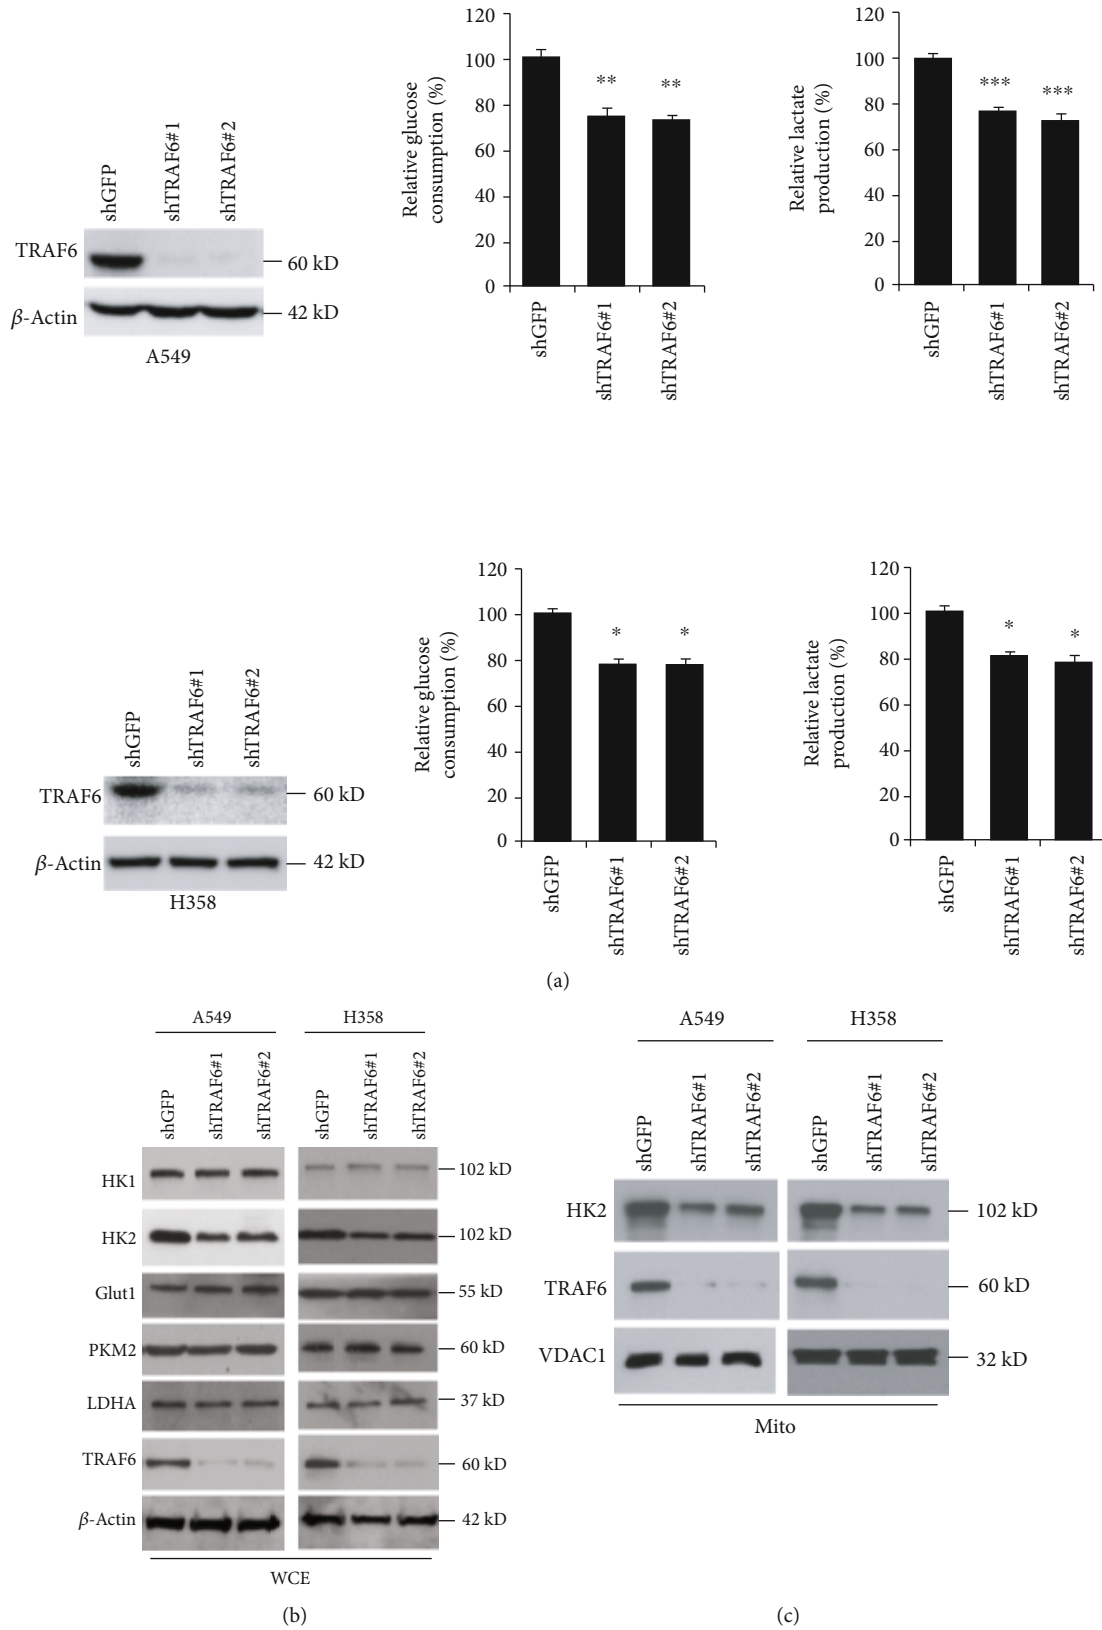 shGFP
shTRAF6#1
shTRAF6#2
TRAF6
60 kD
β-Actin
42 kD
A549
Relative glucose
consumption (%)
120
100
80
60
40
20
0
** **
shGFP
shTRAF6#1
shTRAF6#2
Relative lactate
production (%)
120
100
80
60
40
20
0
*** ***
shGFP
shTRAF6#1
shTRAF6#2
shGFP
shTRAF6#1
shTRAF6#2
TRAF6
60 kD
β-Actin
42 kD
H358
Relative glucose
consumption (%)
120
100
80
60
40
20
0
* *
shGFP
shTRAF6#1
shTRAF6#2
Relative lactate
production (%)
120
100
80
60
40
20
0
* *
shGFP
shTRAF6#1
shTRAF6#2
(a)
A549 H358
shGFP
shTRAF6#1
shTRAF6#2
shGFP
shTRAF6#1
shTRAF6#2
HK1 102 kD
HK2 102 kD
Glut1 55 kD
PKM2 60 kD
LDHA 37 kD
TRAF6 60 kD
β-Actin 42 kD
WCE
(b)
A549 H358
shGFP
shTRAF6#1
shTRAF6#2
shGFP
shTRAF6#1
shTRAF6#2
HK2 102 kD
TRAF6 60 kD
VDAC1 32 kD
Mito
(c)